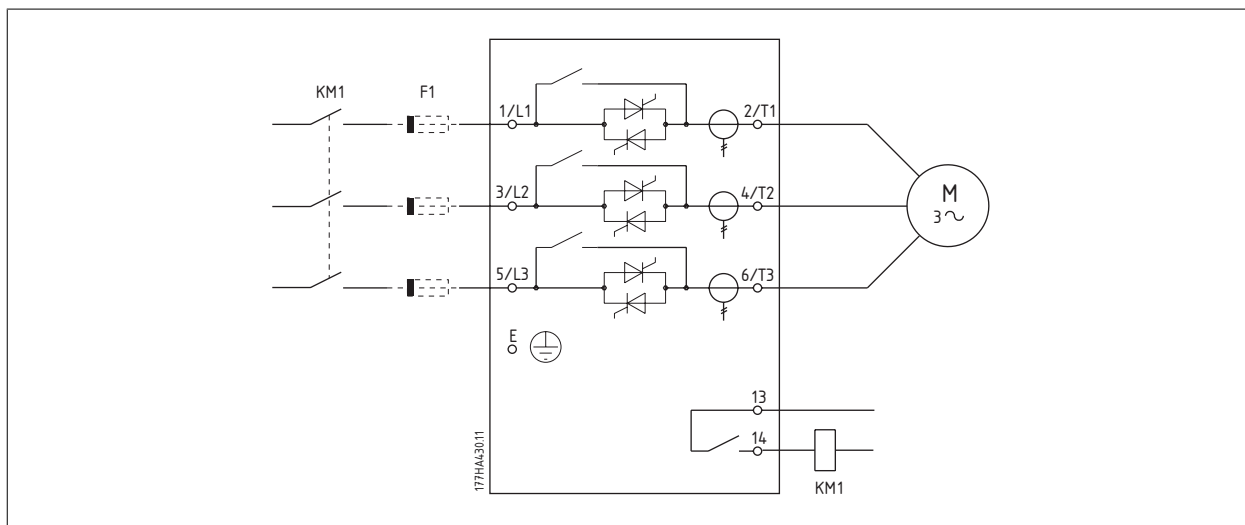 KM1
F1
1/L1
2/T1
3/L2
4/T2
M
3~
5/L3
6/T3
E
13
14
KM1
177HA430.11